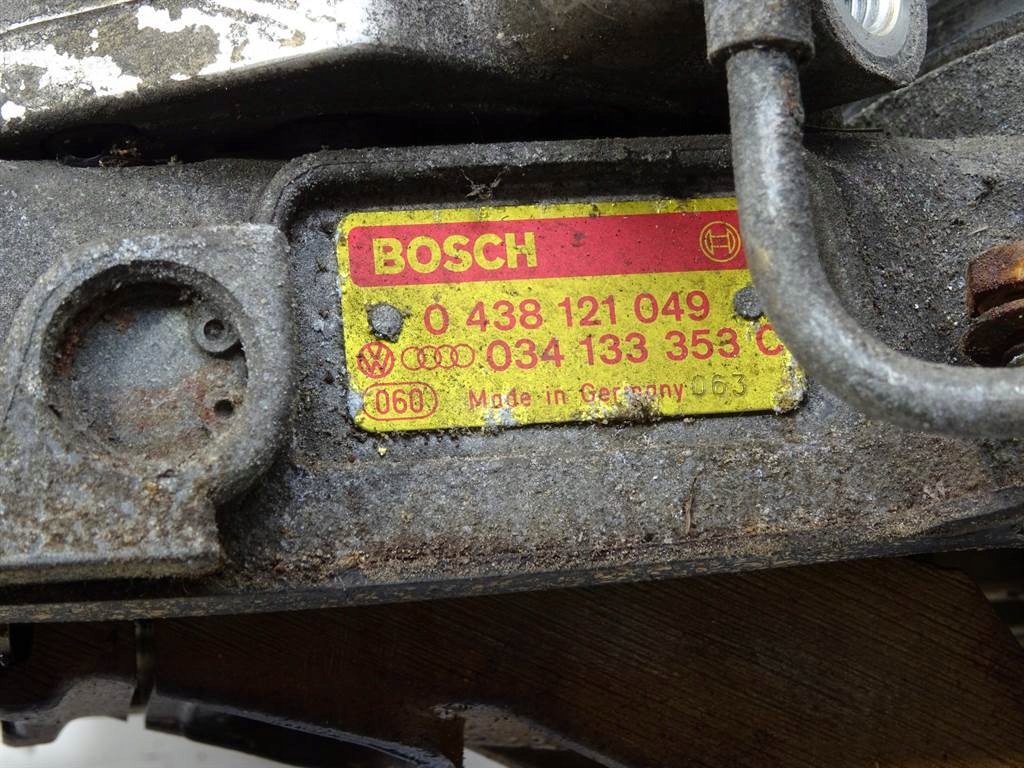 BOSCH
0 438 121 049
034 133 353 C
060 Made in Germany 063